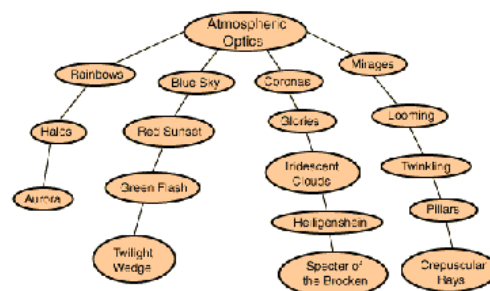 Atmospheric
Optics
Rainbows
Blue Sky
Coronas
Mirages
Halos
Red Sunset
Glories
Looming
Aurora
Green Flash
Iridescent
Clouds
Twinkling
Twilight
Wedge
Heiligenshein
Pillars
Specter of
the Brocken
Crepuscular
Rays